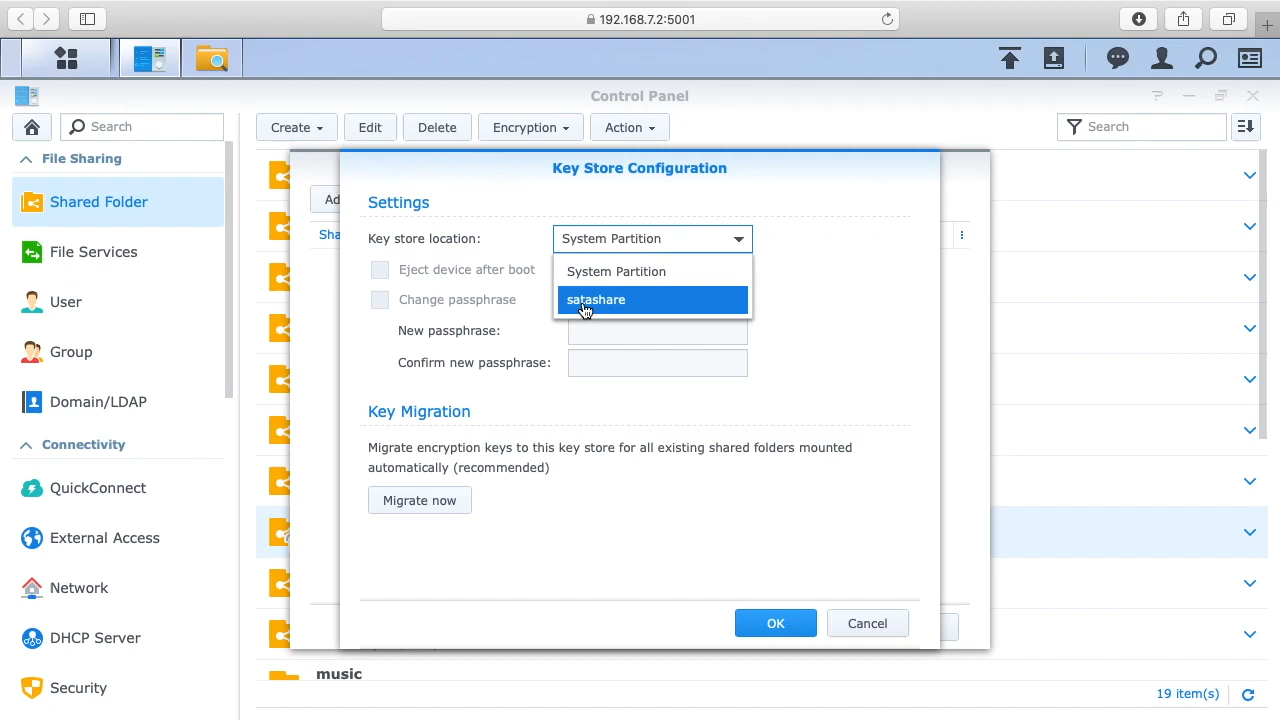 192.168.7.2:5001
Control Panel
Search
Create
Edit
Delete
Encryption
Action
Search
File Sharing
Shared Folder
File Services
User
Group
Domain/LDAP
Connectivity
QuickConnect
External Access
Network
DHCP Server
Security
Ad
Sha
Key Store Configuration
Settings
Key store location:
System Partition
System Partition
satashare
Eject device after boot
Change passphrase
New passphrase:
Confirm new passphrase:
Key Migration
Migrate encryption keys to this key store for all existing shared folders mounted
automatically (recommended)
Migrate now
OK
Cancel
music
19 item(s)